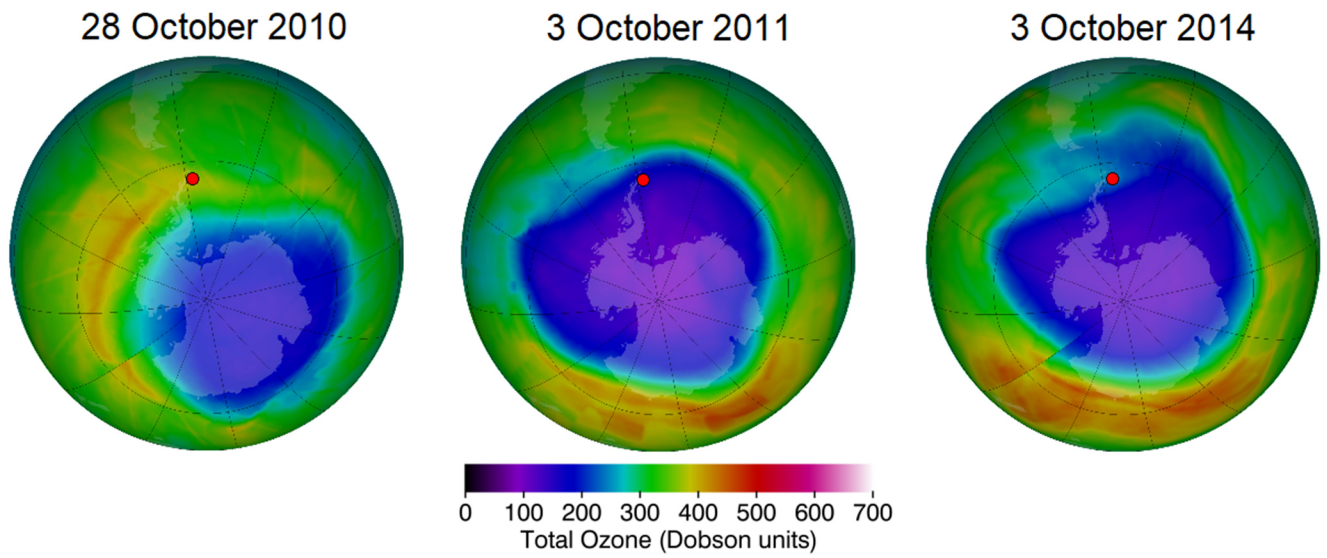 28 October 2010
3 October 2011
3 October 2014
0 100 200 300 400 500 600 700
Total Ozone (Dobson units)